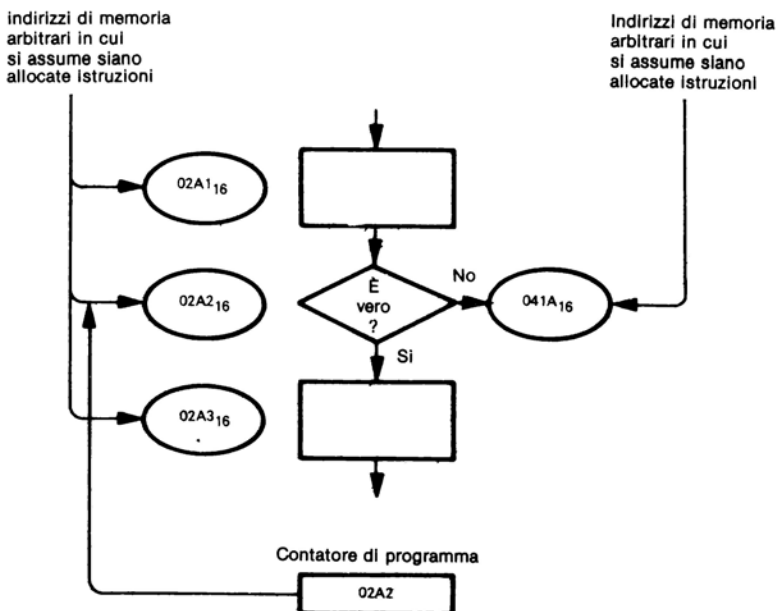 indirizzi di memoria
arbitrari in cui
si assume siano
allocate istruzioni
Indirizzi di memoria
arbitrari in cui
si assume siano
allocate istruzioni
02A1₁₆
02A2₁₆
È
vero
?
No
041A₁₆
Si
02A3₁₆
Contatore di programma
02A2